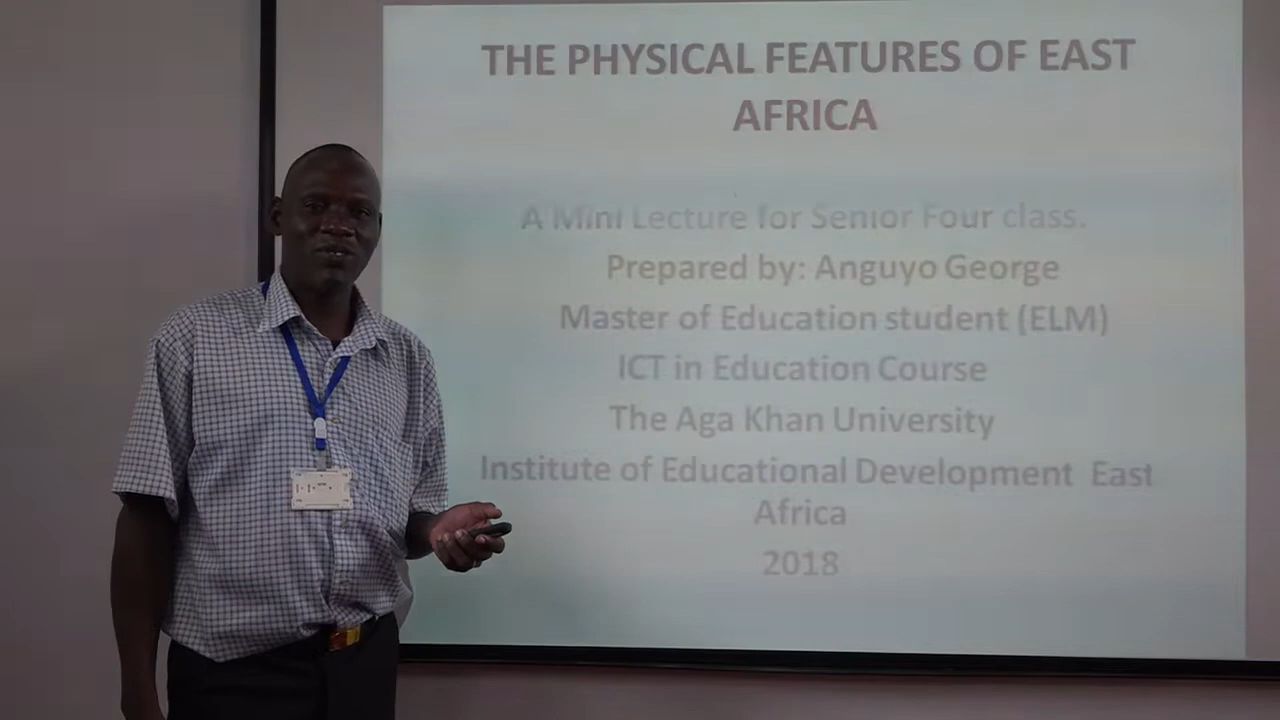 THE PHYSICAL FEATURES OF EAST
AFRICA
A Mini Lecture for Senior Four class.
Prepared by: Anguyo George
Master of Education student (ELM)
ICT in Education Course
The Aga Khan University
Institute of Educational Development East
Africa
2018